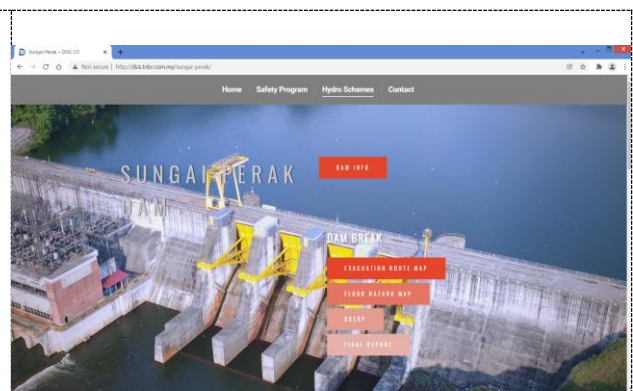 Sungai Perak – DSIS 2.0
Not secure | http://dsis.tnbr.com.my/sungai-perak/
Home Safety Program Hydro Schemes Contact
SUNGAI PERAK
DAM
DAM INFO
DAM BREAK
EVACUATION ROUTE MAP
FLOOD HAZARD MAP
DSERP
FINAL REPORT